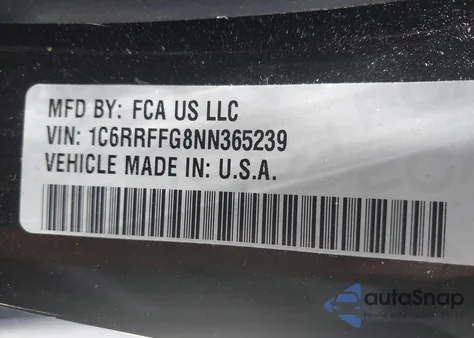 MFD BY: FCA US LLC
VIN: 1C6RRFFG8NN365239
VEHICLE MADE IN: U.S.A.
autoSnap